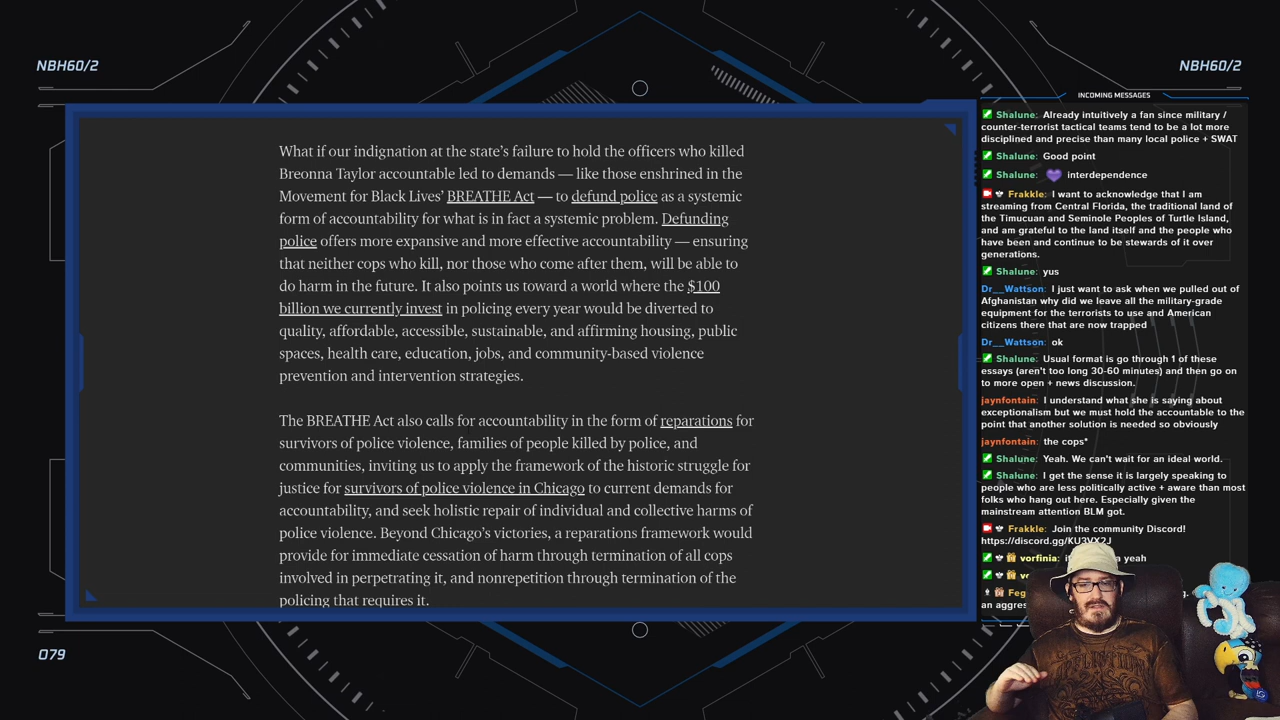 NBH60/2
NBH60/2
INCOMING MESSAGES
What if our indignation at the state's failure to hold the officers who killed
Breonna Taylor accountable led to demands — like those enshrined in the
Movement for Black Lives' BREATHE Act — to defund police as a systemic
form of accountability for what is in fact a systemic problem. Defunding
police offers more expansive and more effective accountability — ensuring
that neither cops who kill, nor those who come after them, will be able to
do harm in the future. It also points us toward a world where the $100
billion we currently invest in policing every year would be diverted to
quality, affordable, accessible, sustainable, and affirming housing, public
spaces, health care, education, jobs, and community-based violence
prevention and intervention strategies.
The BREATHE Act also calls for accountability in the form of reparations for
survivors of police violence, families of people killed by police, and
communities, inviting us to apply the framework of the historic struggle for
justice for survivors of police violence in Chicago to current demands for
accountability, and seek holistic repair of individual and collective harms of
police violence. Beyond Chicago's victories, a reparations framework would
provide for immediate cessation of harm through termination of all cops
involved in perpetrating it, and nonrepetition through termination of the
policing that requires it.
Shalune: Already intuitively a fan since military /
counter-terrorist tactical teams tend to be a lot more
disciplined and precise than many local police + SWAT
Shalune: Good point
Shalune: interdependence
Frakkle: I want to acknowledge that I am
streaming from Central Florida, the traditional land of
the Timucuan and Seminole Peoples of Turtle Island,
and am grateful to the land itself and the people who
have been and continue to be stewards of it over
generations.
Shalune: yus
Dr__Wattson: I just want to ask when we pulled out of
Afghanistan why did we leave all the military-grade
equipment for the terrorists to use and American
citizens there that are now trapped
Dr__Wattson: ok
Shalune: Usual format is go through 1 of these
essays (aren't too long 30-60 minutes) and then go on
to more open + news discussion.
jaynfontain: I understand what she is saying about
exceptionalism but we must hold the accountable to the
point that another solution is needed so obviously
jaynfontain: the cops*
Shalune: Yeah. We can't wait for an ideal world.
Shalune: I get the sense it is largely speaking to
people who are less politically active + aware than most
folks who hang out here. Especially given the
mainstream attention BLM got.
Frakkle: Join the community Discord!
https://discord.gg/KU3VX2J
vorfinia: yeah
an
079